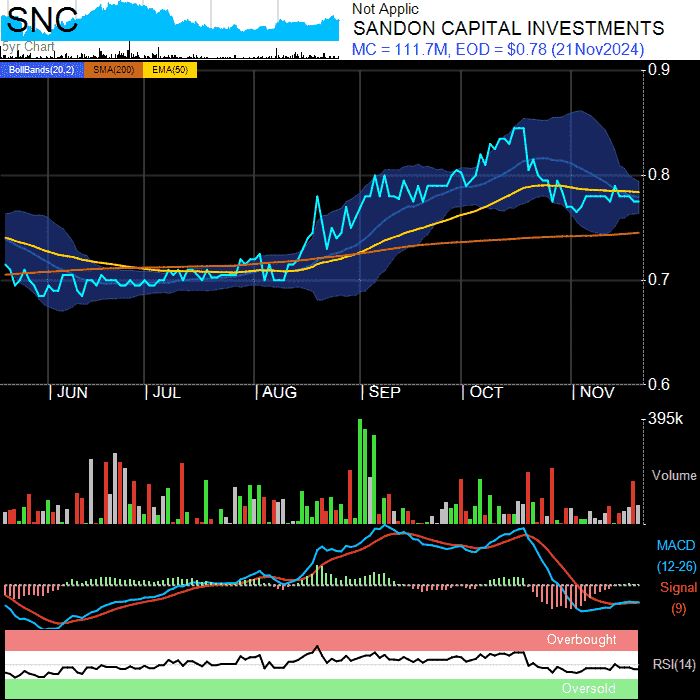 SNC
5yr Chart
Not Applic
SANDON CAPITAL INVESTMENTS
MC = 111.7M, EOD = $0.78 (21Nov2024)
BollBands(20,2) SMA(200) EMA(50)
0.9
0.8
0.7
0.6
JUN JUL AUG SEP OCT NOV
395k
Volume
MACD
(12-26)
Signal
(9)
Overbought
RSI(14)
Oversold